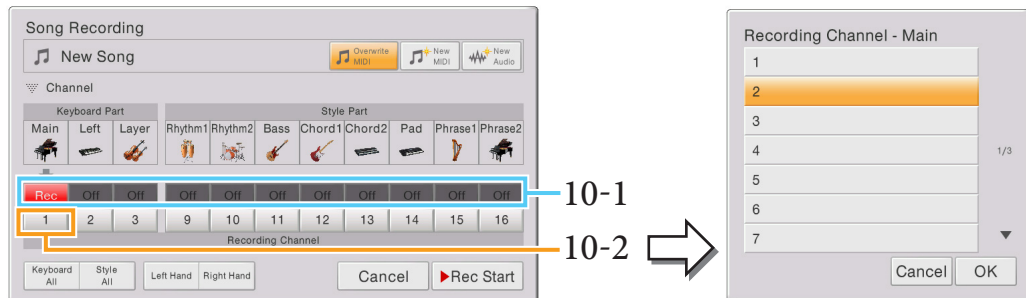 Song Recording
New Song
Overwrite MIDI
New MIDI
New Audio
Channel
Keyboard Part
Style Part
Main Left Layer Rhythm1 Rhythm2 Bass Chord1 Chord2 Pad Phrase1 Phrase2
Rec Off Off Off Off Off Off Off Off Off Off
1 2 3 9 10 11 12 13 14 15 16
Recording Channel
Keyboard All
Style All
Left Hand
Right Hand
Cancel
Rec Start
10-1
10-2
Recording Channel - Main
1
2
3
4
5
6
7
1/3
Cancel
OK